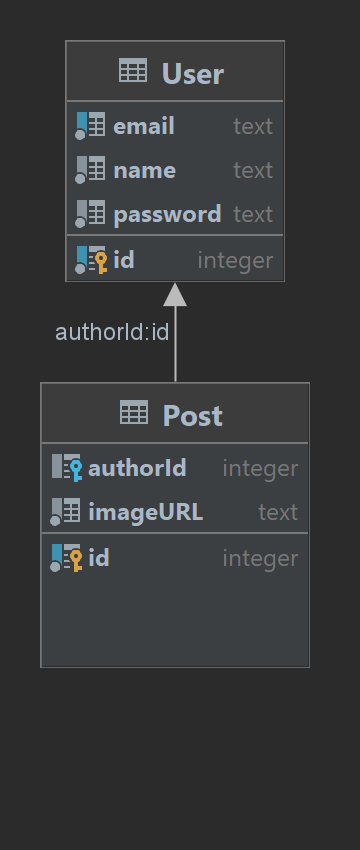 User
email text
name text
password text
id integer
authorId:id
Post
authorId integer
imageURL text
id integer